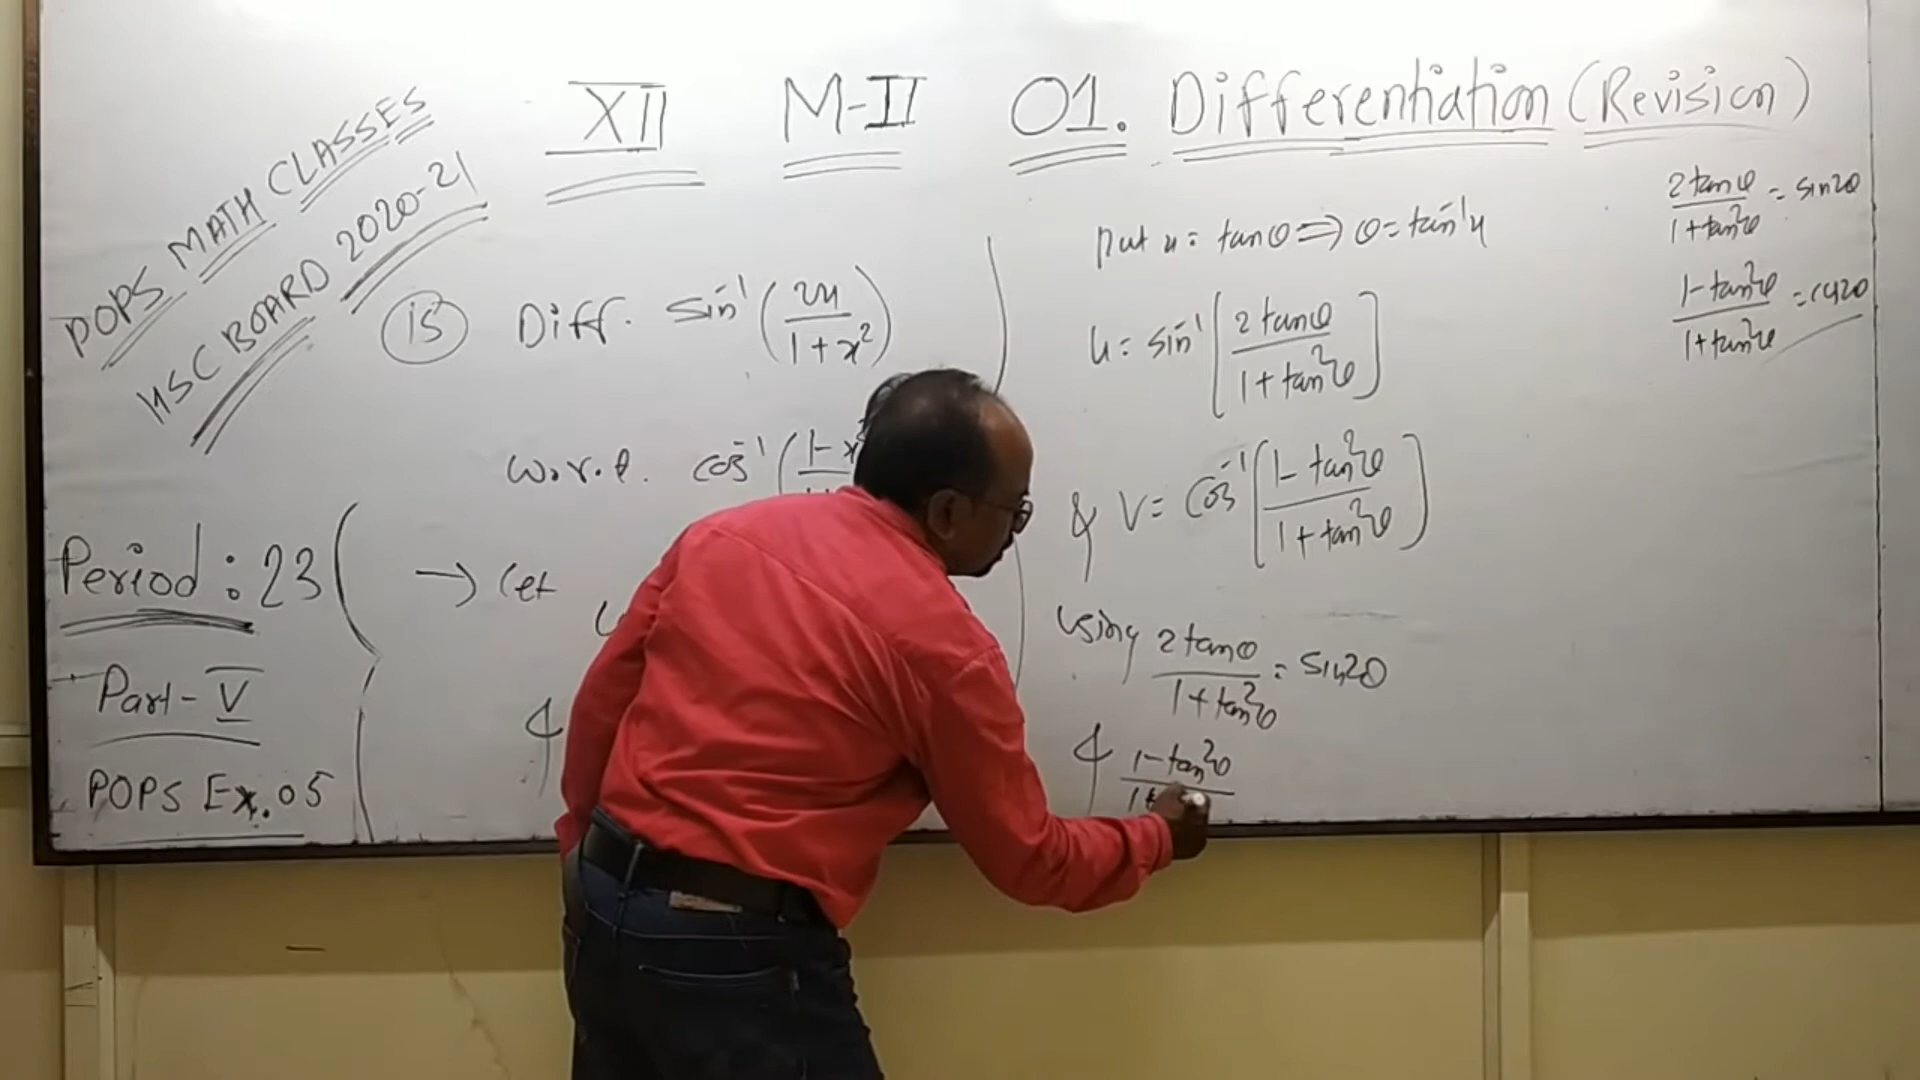 XII M-II 01. Differentiation (Revision)
POPS MATH CLASSES
HSC BOARD 2020-21
Period : 23
Part - V
POPS Ex. 05
(15) Diff. sin⁻¹(2x/(1+x²))
w.r.t. cos⁻¹(1-x
→ Let
&
put x = tanθ ⇒ θ = tan⁻¹x
u = sin⁻¹[2tanθ/(1+tan²θ)]
& v = cos⁻¹[(1-tan²θ)/(1+tan²θ)]
using 2tanθ/(1+tan²θ) = sin2θ
& 1-tan²θ
2tanθ/(1+tan²θ) = sin2θ
(1-tan²θ)/(1+tan²θ) = cos2θ